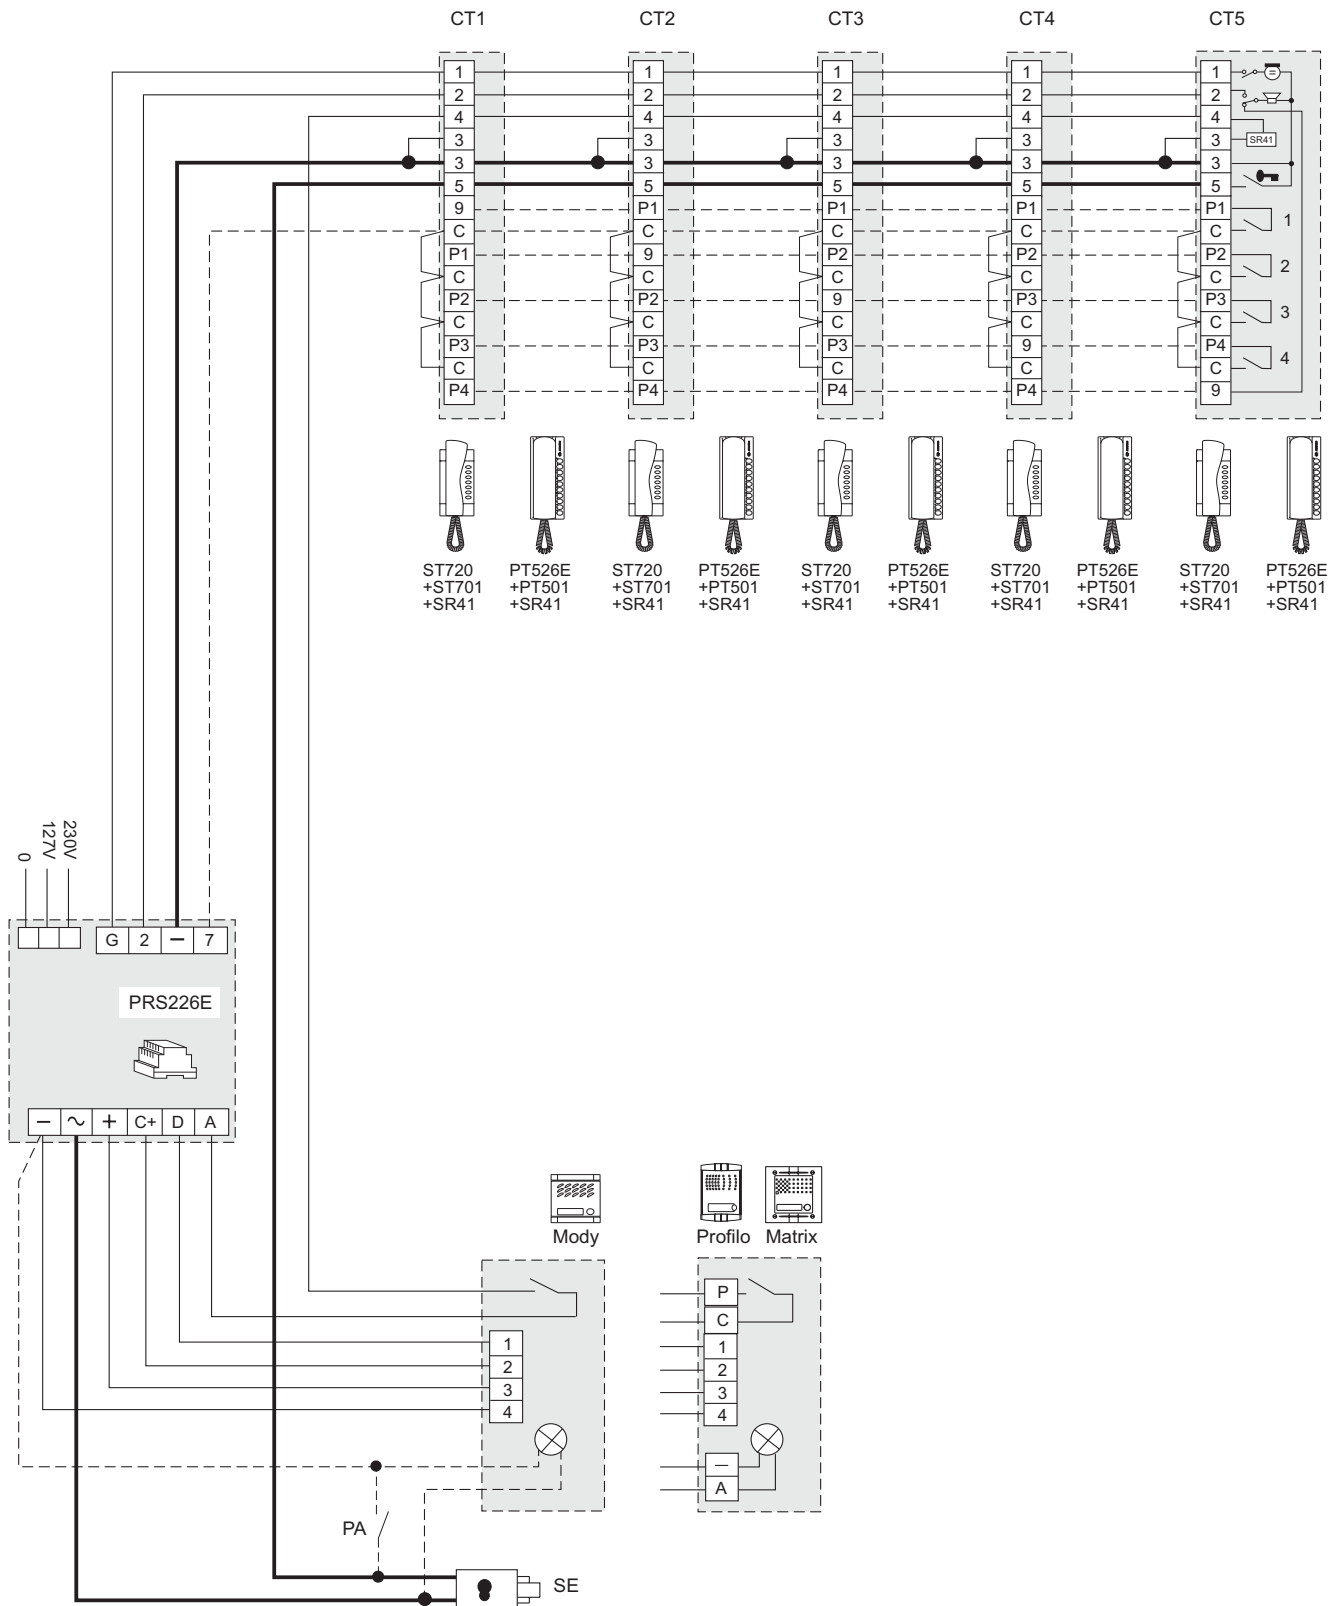 CT1 CT2 CT3 CT4 CT5
1 1 1 1 1
2 2 2 2 2
4 4 4 4 4
3 3 3 3 3 SR41
3 3 3 3 3
5 5 5 5 5
9 P1 P1 P1 P1
C C C C C 1
P1 9 P2 P2 P2
C C C C C 2
P2 P2 9 P3 P3
C C C C C 3
P3 P3 P3 9 P4
C C C C C 4
P4 P4 P4 P4 9
ST720 PT526E ST720 PT526E ST720 PT526E ST720 PT526E ST720 PT526E
+ST701 +PT501 +ST701 +PT501 +ST701 +PT501 +ST701 +PT501 +ST701 +PT501
+SR41 +SR41 +SR41 +SR41 +SR41 +SR41 +SR41 +SR41 +SR41 +SR41
0 127V 230V
G 2 − 7
PRS226E
− ~ + C+ D A
Mody Profilo Matrix
P
C
1 1
2 2
3 3
4 4
−
A
PA
SE